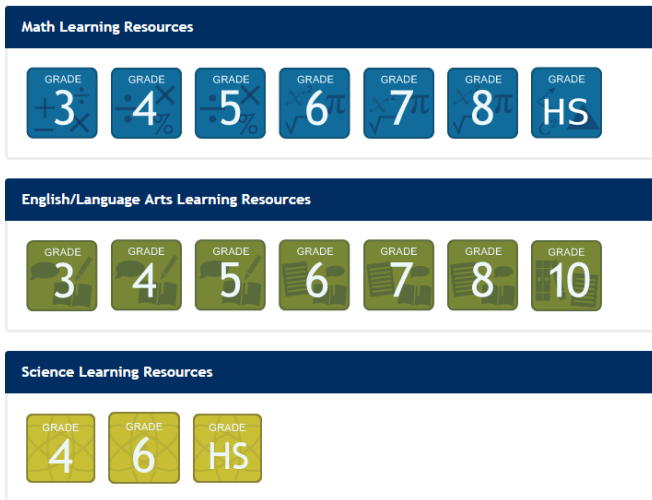 Math Learning Resources
GRADE GRADE GRADE GRADE GRADE GRADE GRADE
3 4 5 6 7 8 HS
English/Language Arts Learning Resources
GRADE GRADE GRADE GRADE GRADE GRADE GRADE
3 4 5 6 7 8 10
Science Learning Resources
GRADE GRADE GRADE
4 6 HS